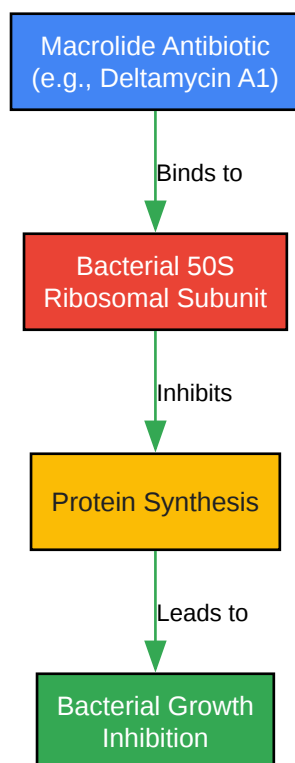 Macrolide Antibiotic
(e.g., Deltamycin A1)
Binds to
Bacterial 50S
Ribosomal Subunit
Inhibits
Protein Synthesis
Leads to
Bacterial Growth
Inhibition